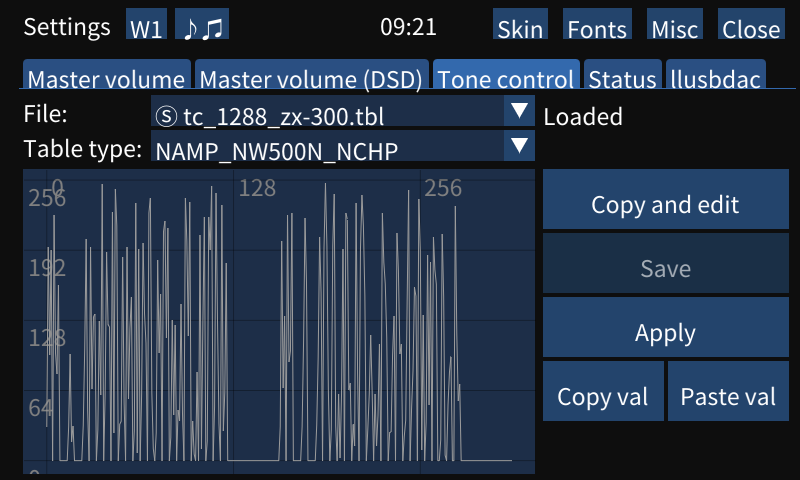 Settings W1 ♪♫ 09:21 Skin Fonts Misc Close
Master volume Master volume (DSD) Tone control Status llusbdac
File: Ⓢ tc_1288_zx-300.tbl ▼ Loaded
Table type: NAMP_NW500N_NCHP ▼
0 128 256
256
192
128
64
0
Copy and edit
Save
Apply
Copy val Paste val